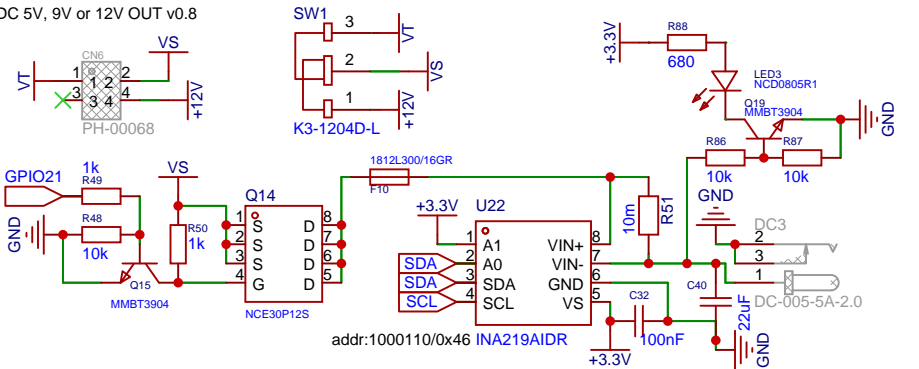 DC 5V, 9V or 12V OUT v0.8
CN6
VT
VS
1 2
1 2
3 4
3 4
+12V
PH-00068
SW1
3
VT
2
VS
1
+12V
K3-1204D-L
+3.3V
R88
680
LED3
NCD0805R1
Q19
MMBT3904
GND
R86
10k
R87
10k
GPIO21
1k
R49
VS
GND
R48
10k
R50
1k
Q15
MMBT3904
Q14
1 S D 8
2 S D 7
3 S D 6
4 G D 5
NCE30P12S
1812L300/16GR
F10
+3.3V
U22
10m
R51
1 A1 VIN+ 8
SDA 2 A0 VIN- 7
SDA 3 SDA GND 6
SCL 4 SCL VS 5
addr:1000110/0x46 INA219AIDR
C32
100nF
+3.3V
C40
22uF
GND
GND
DC3
2
3
1
DC-005-5A-2.0